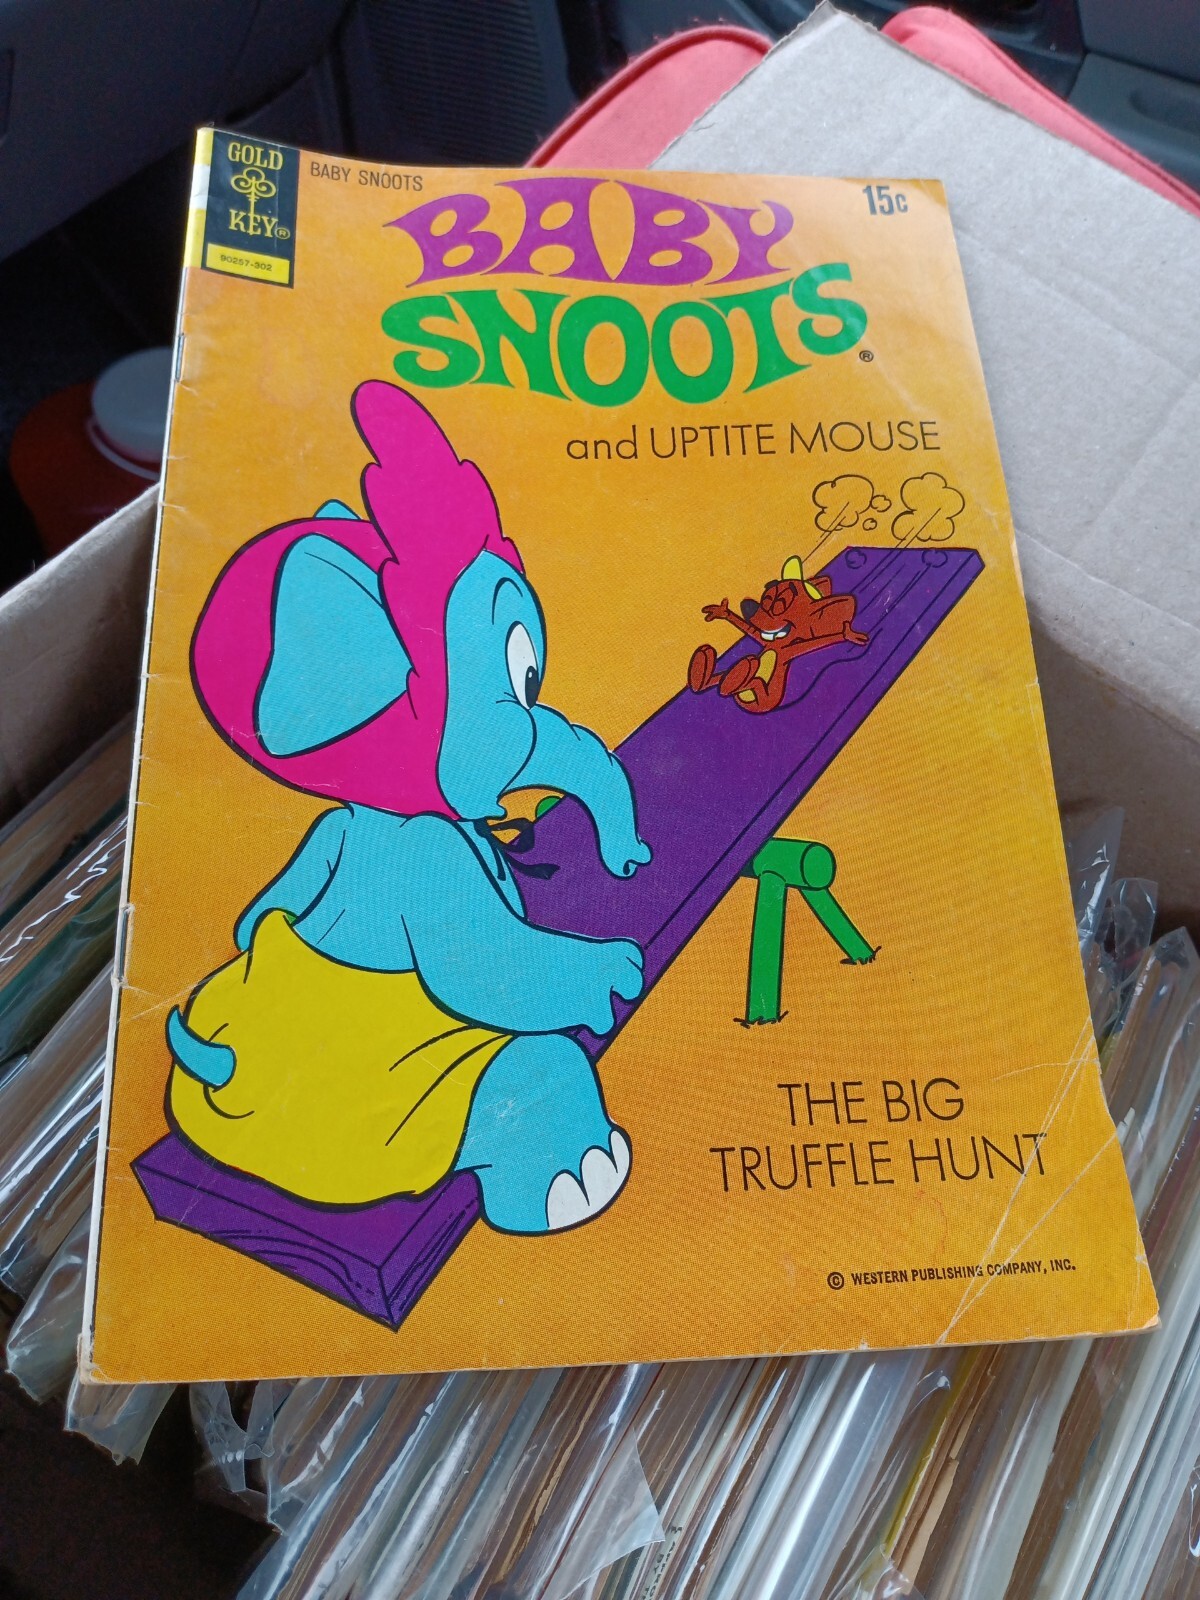 GOLD
KEY®
90257-302
BABY SNOOTS
15¢
BABY
SNOOTS®
and UPTITE MOUSE
THE BIG
TRUFFLE HUNT
© WESTERN PUBLISHING COMPANY, INC.